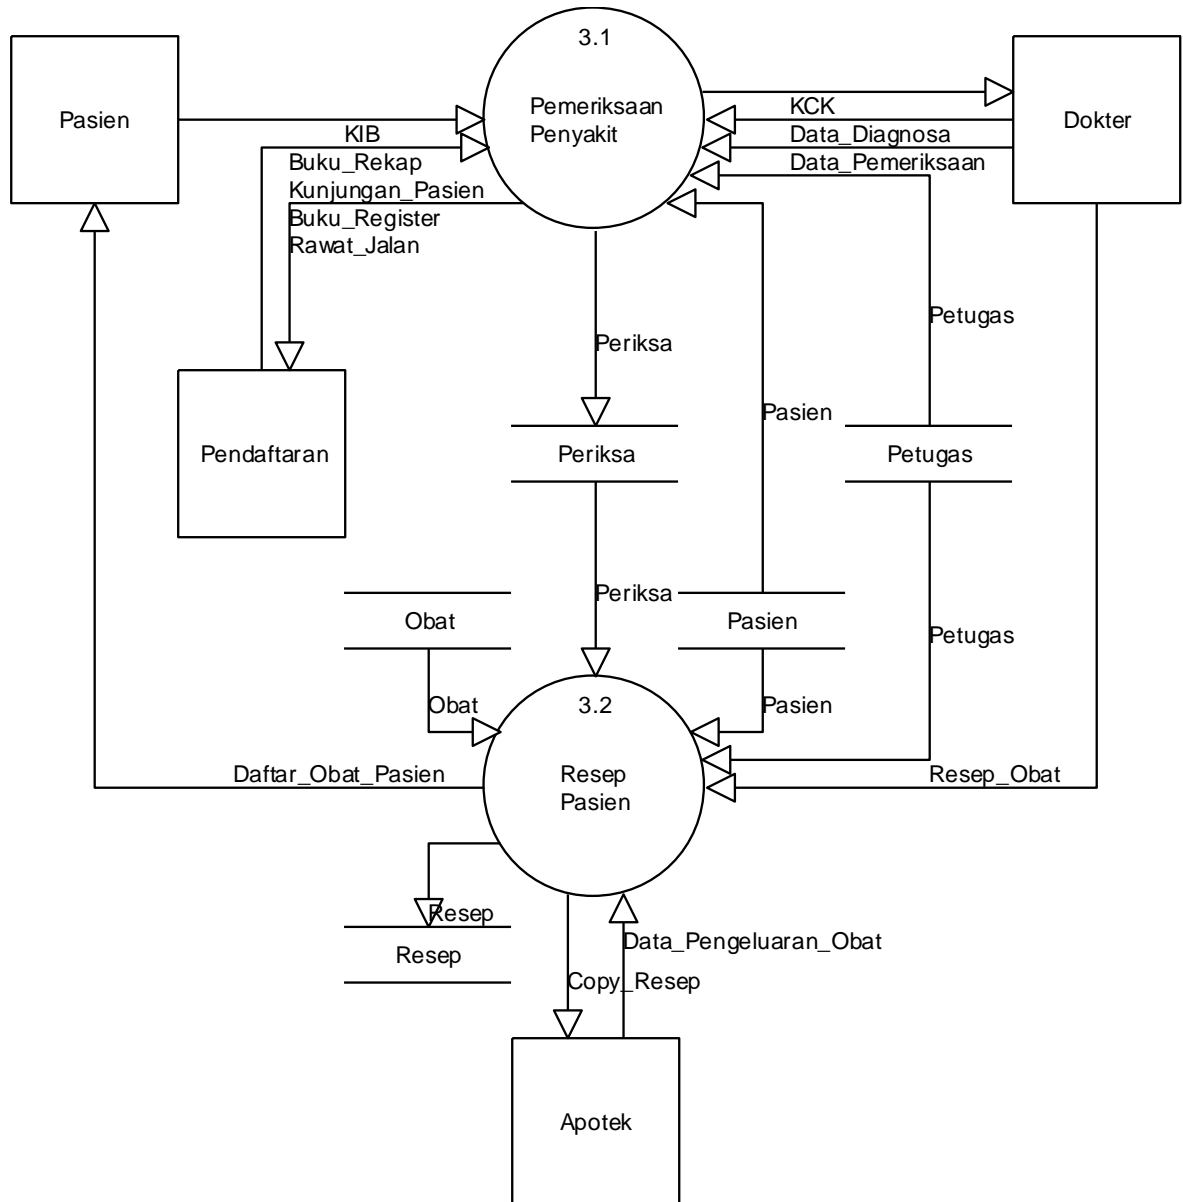 3.1
Pasien
Pemeriksaan
Penyakit
KCK
Dokter
KIB
Data_Diagnosa
Buku_Rekap
Data_Pemeriksaan
Kunjungan_Pasien
Buku_Register
Rawat_Jalan
Petugas
Periksa
Pasien
Pendaftaran
Periksa
Petugas
Periksa
Obat
Pasien
Petugas
Obat
3.2
Pasien
Daftar_Obat_Pasien
Resep
Pasien
Resep_Obat
Resep
Resep
Data_Pengeluaran_Obat
Copy_Resep
Apotek